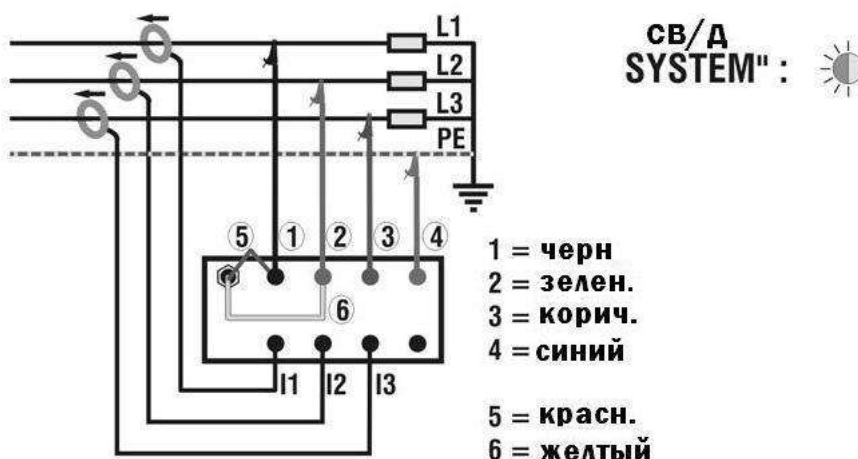 L1
L2
L3
PE
СВ/Д
SYSTEM" :
5 1 2 3 4
6
I1 I2 I3
1 = черн
2 = зелен.
3 = корич.
4 = синий
5 = красн.
6 = желтый